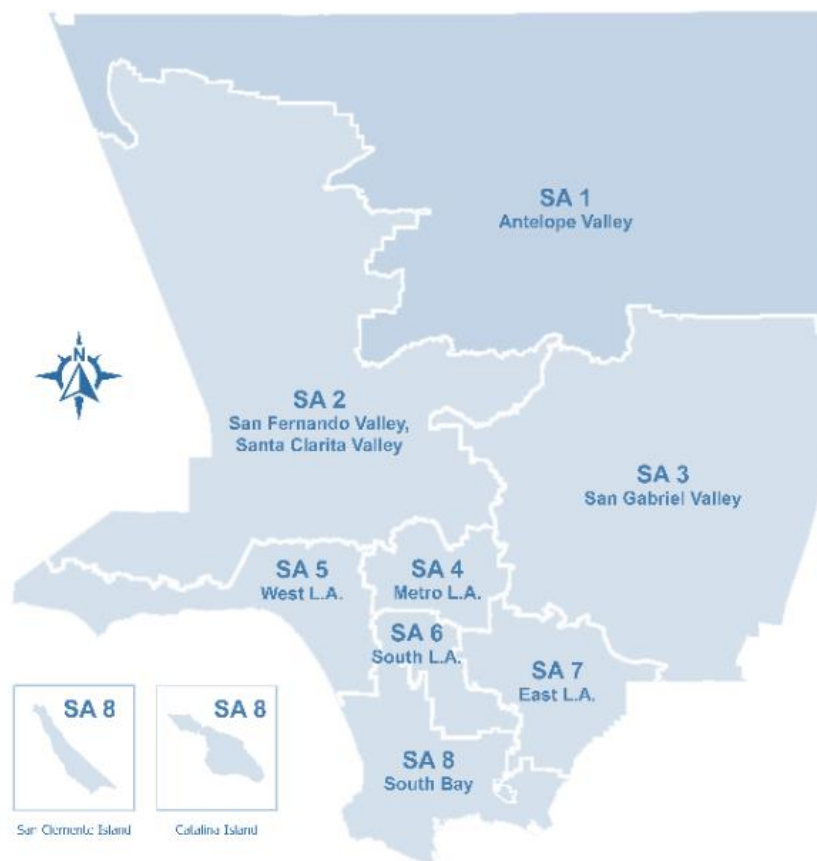 SA 1
Antelope Valley
N
SA 2
San Fernando Valley,
Santa Clarita Valley
SA 3
San Gabriel Valley
SA 5
West L.A.
SA 4
Metro L.A.
SA 6
South L.A.
SA 7
East L.A.
SA 8
SA 8
SA 8
South Bay
San Clemente Island
Catalina Island